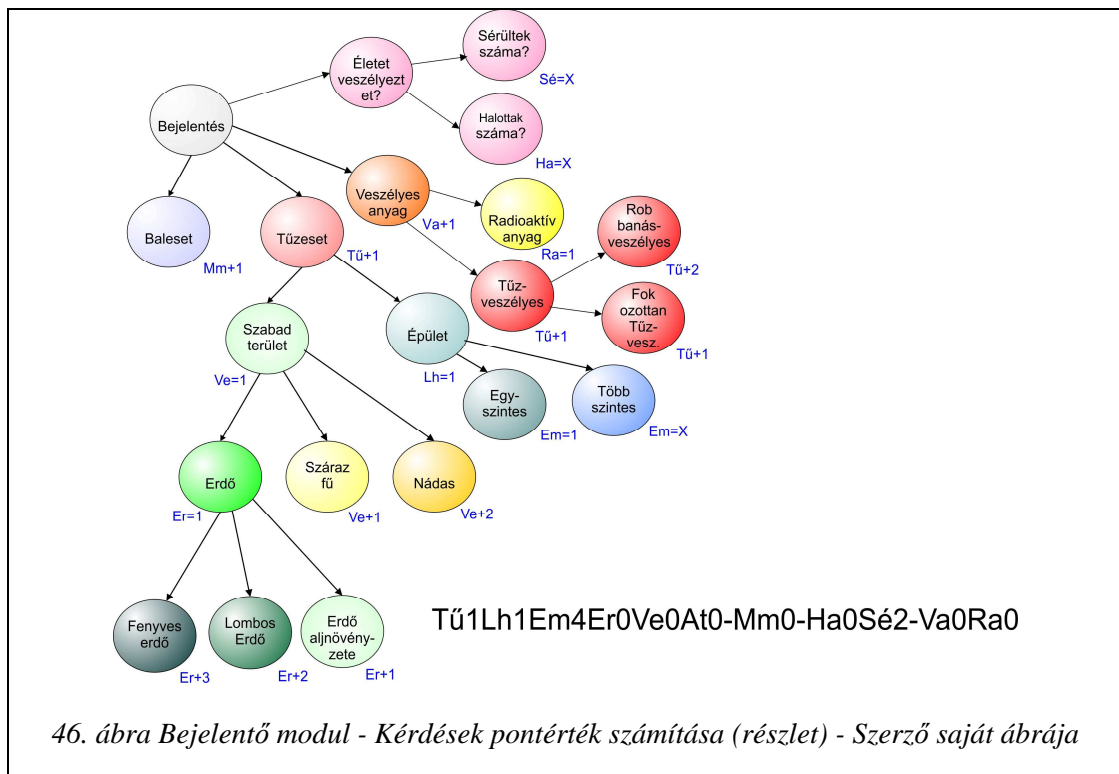 Sérültek
száma?
Sé=X
Életet
veszélyezt
et?
Halottak
száma?
Ha=X
Bejelentés
Veszélyes
anyag
Va+1
Radioaktív
anyag
Ra=1
Rob
banás-
veszélyes
Tű+2
Baleset
Mm+1
Tűzeset
Tű+1
Tűz-
veszélyes
Tű+1
Fok
ozottan
Tűz-
vesz.
Tű+1
Szabad
terület
Ve=1
Épület
Lh=1
Egy-
szintes
Em=1
Több
szintes
Em=X
Erdő
Er=1
Száraz
fű
Ve+1
Nádas
Ve+2
Fenyves
erdő
Er+3
Lombos
Erdő
Er+2
Erdő
aljnövény-
zete
Er+1
Tű1Lh1Em4Er0Ve0At0-Mm0-Ha0Sé2-Va0Ra0
46. ábra Bejelentő modul - Kérdések pontérték számítása (részlet) - Szerző saját ábrája